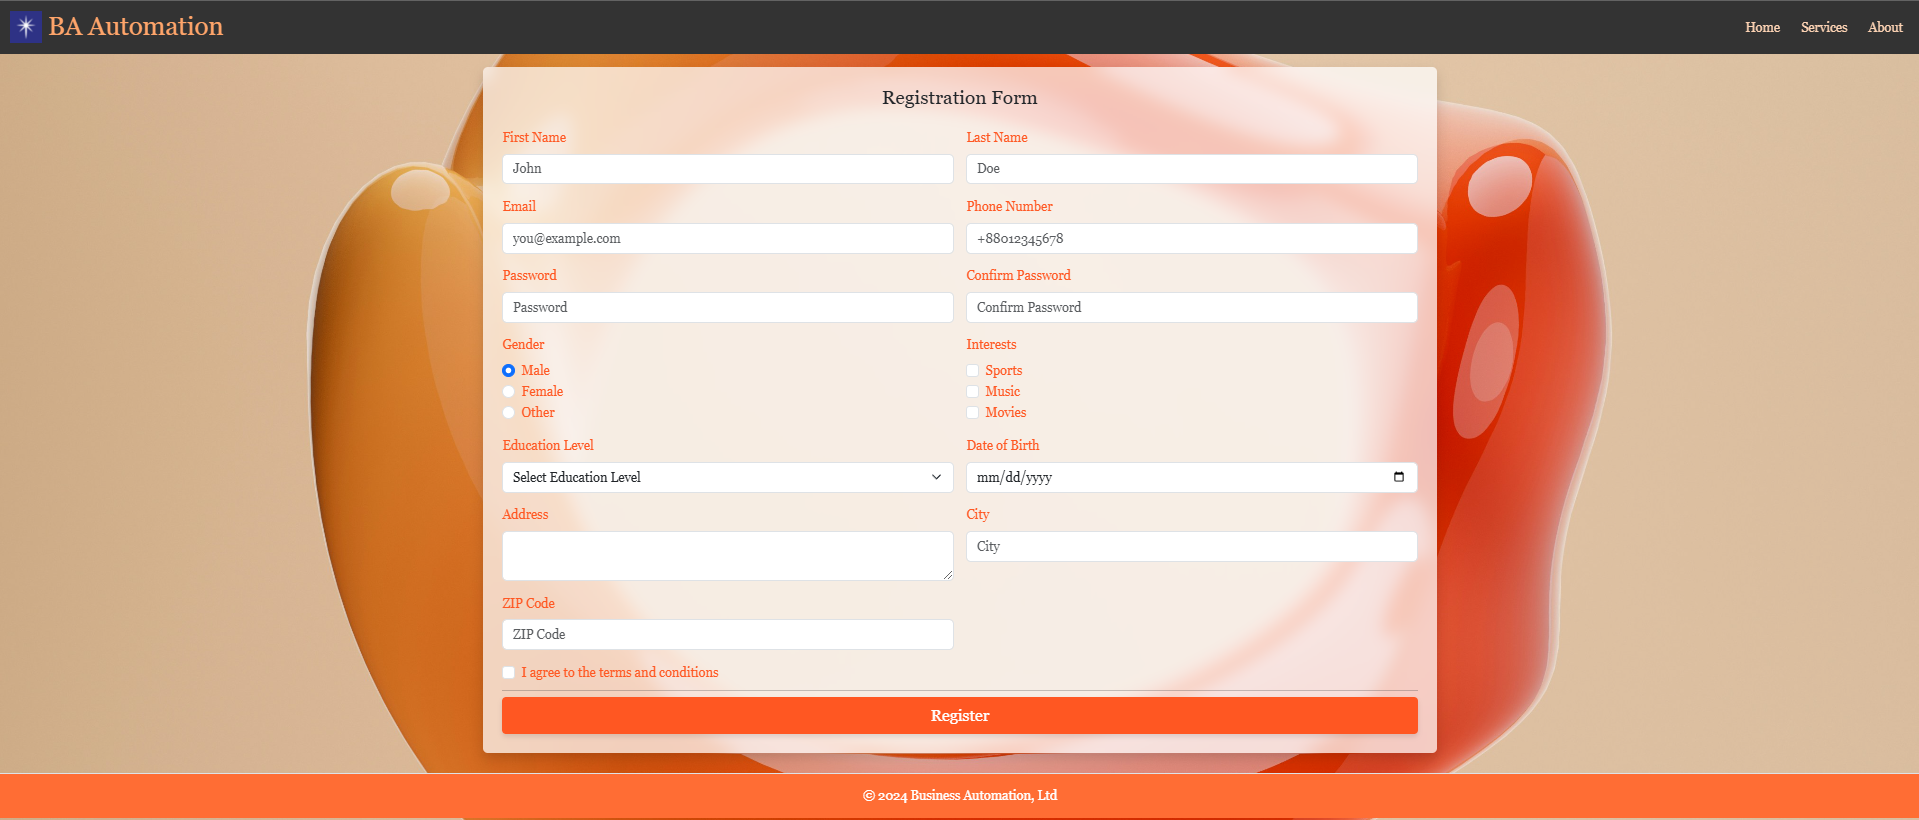 BA Automation
Home Services About
Registration Form
First Name Last Name
John Doe
Email Phone Number
you@example.com +88012345678
Password Confirm Password
Password Confirm Password
Gender Interests
Male Sports
Female Music
Other Movies
Education Level Date of Birth
Select Education Level mm/dd/yyyy
Address City
City
ZIP Code
ZIP Code
I agree to the terms and conditions
Register
© 2024 Business Automation, Ltd